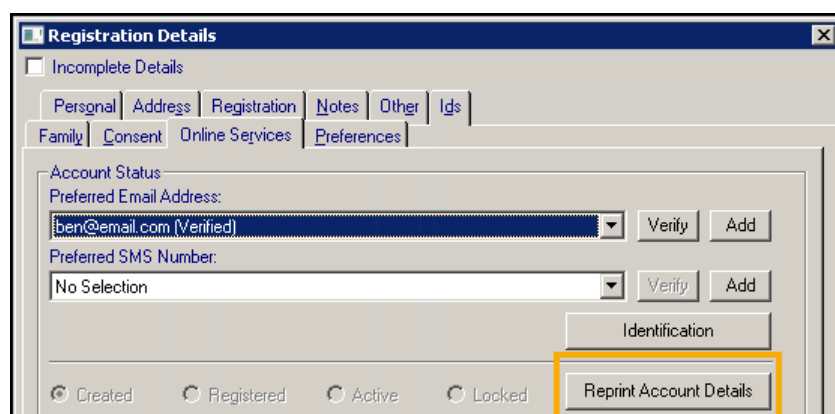 Registration Details
Incomplete Details
Personal Address Registration Notes Other Ids
Family Consent Online Services Preferences
Account Status
Preferred Email Address:
ben@email.com (Verified) Verify Add
Preferred SMS Number:
No Selection Verify Add
Identification
Created Registered Active Locked Reprint Account Details